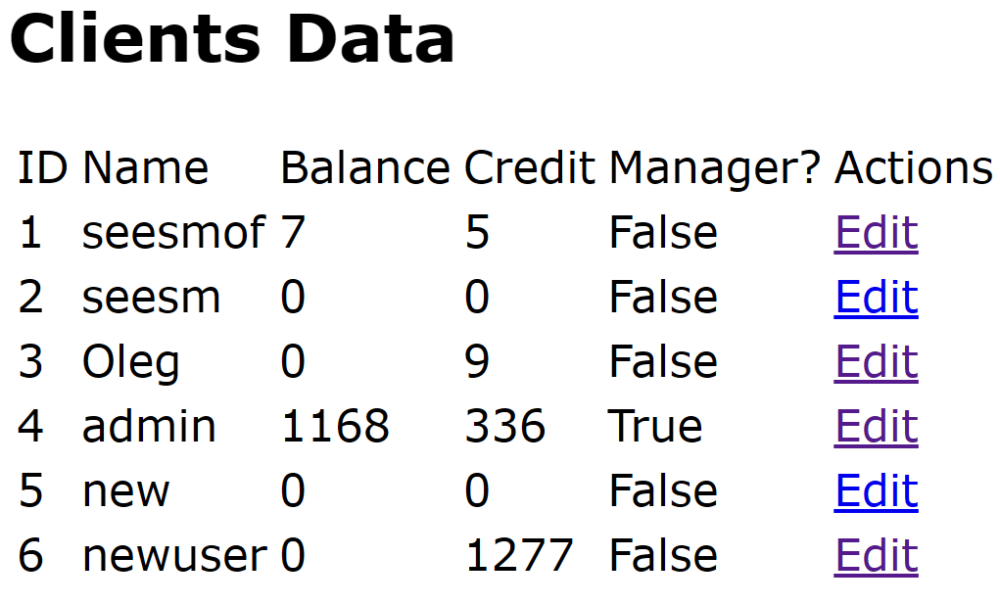 Clients Data
ID Name Balance Credit Manager? Actions
1 seesmof 7 5 False Edit
2 seesm 0 0 False Edit
3 Oleg 0 9 False Edit
4 admin 1168 336 True Edit
5 new 0 0 False Edit
6 newuser 0 1277 False Edit